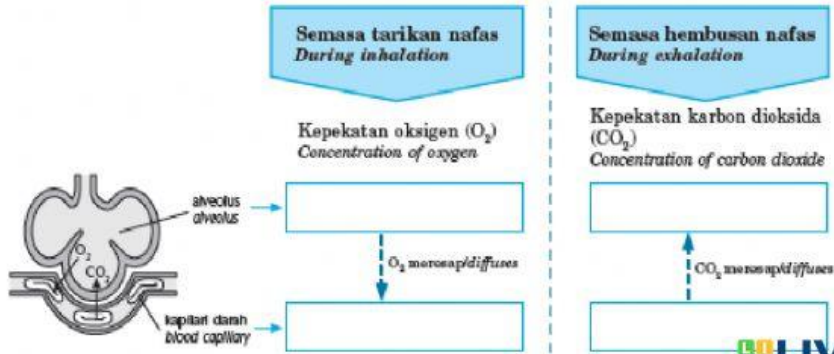 Semasa tarikan nafas
During inhalation
Semasa hembusan nafas
During exhalation
Kepekatan oksigen (O₂)
Concentration of oxygen
Kepekatan karbon dioksida
(CO₂)
Concentration of carbon dioxide
alveolus
alveolus
O₂
CO₂
O₂ meresap/diffuses
CO₂ meresap/diffuses
kapilari darah
blood capillary